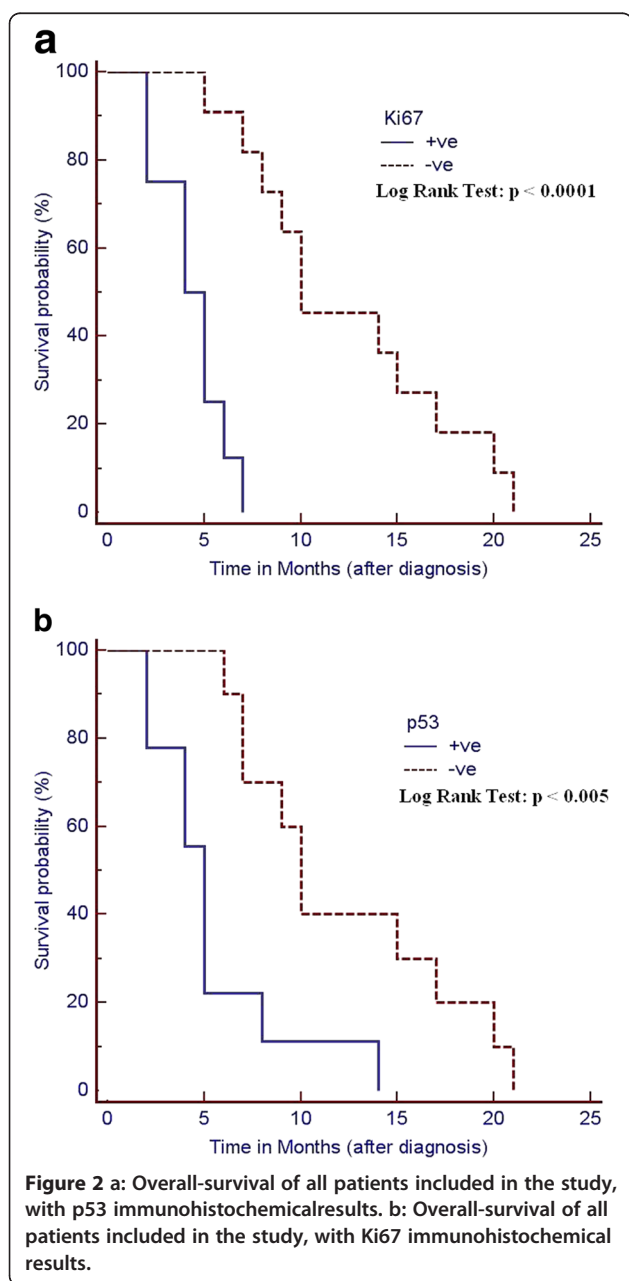 a
100
80
60
40
20
0
Survival probability (%)
Ki67
+ve
-ve
Log Rank Test: p < 0.0001
0 5 10 15 20 25
Time in Months (after diagnosis)
b
100
80
60
40
20
0
Survival probability (%)
p53
+ve
-ve
Log Rank Test: p < 0.005
0 5 10 15 20 25
Time in Months (after diagnosis)
Figure 2 a: Overall-survival of all patients included in the study,
with p53 immunohistochemicalresults. b: Overall-survival of all
patients included in the study, with Ki67 immunohistochemical
results.